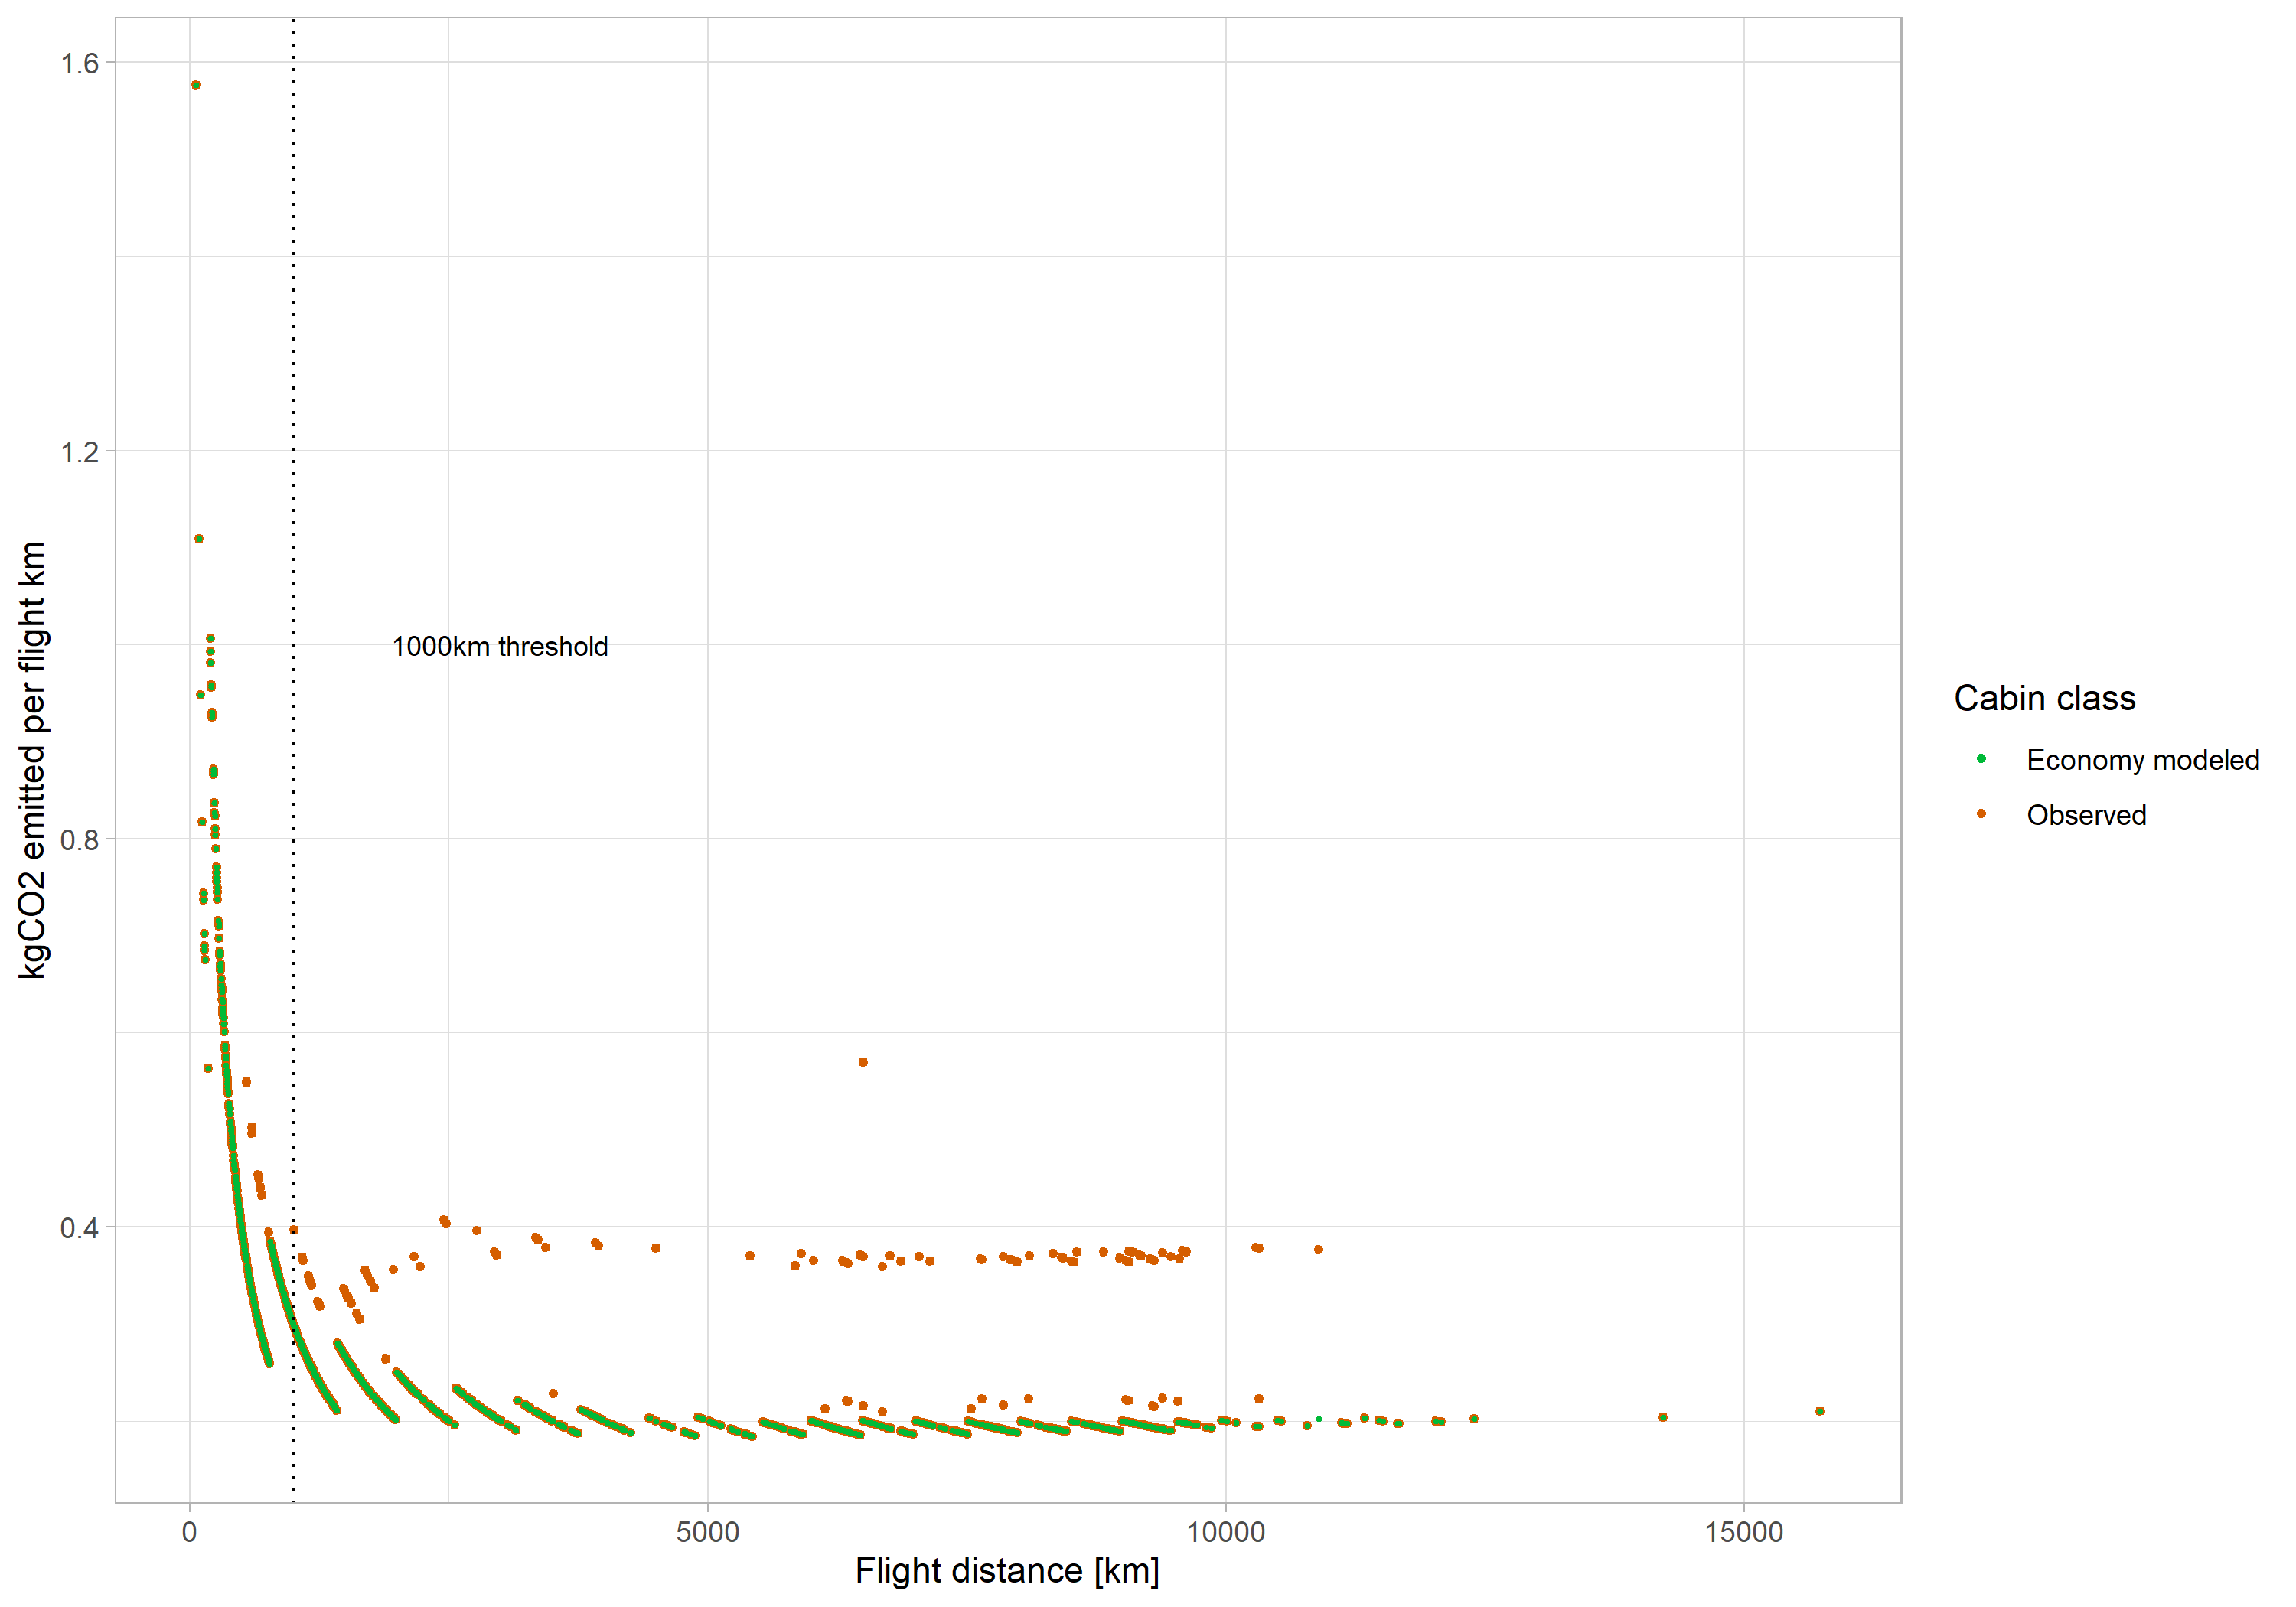 1.6
1.2
0.8
0.4
kgCO2 emitted per flight km
1000km threshold
0
5000
10000
15000
Flight distance [km]
Cabin class
Economy modeled
Observed